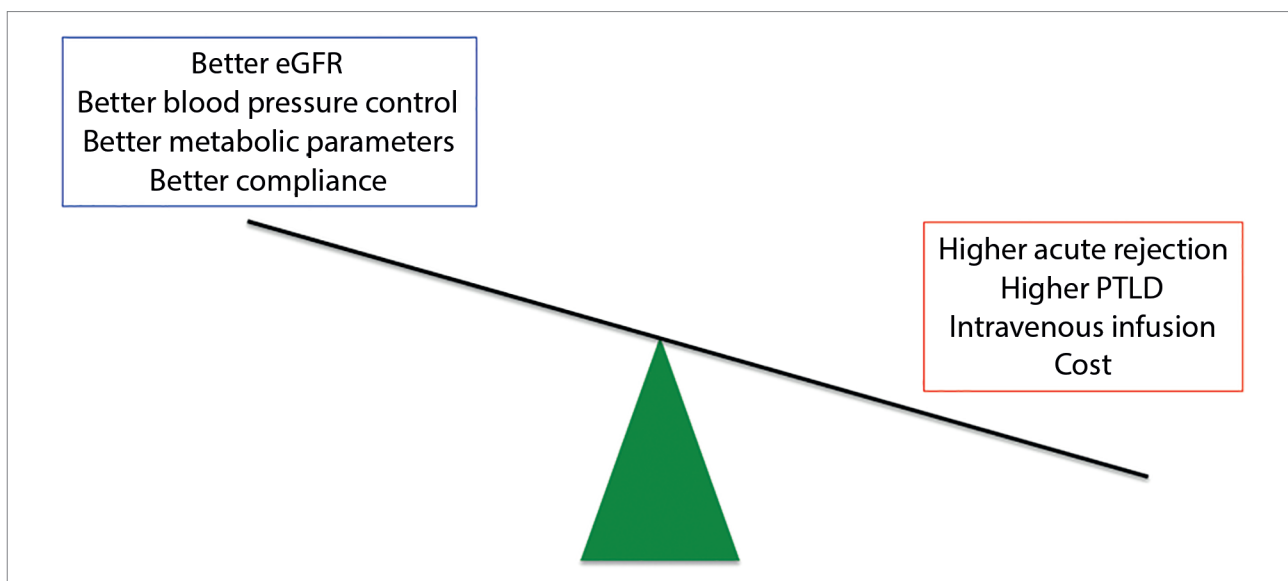 Better eGFR
Better blood pressure control
Better metabolic parameters
Better compliance
Higher acute rejection
Higher PTLD
Intravenous infusion
Cost